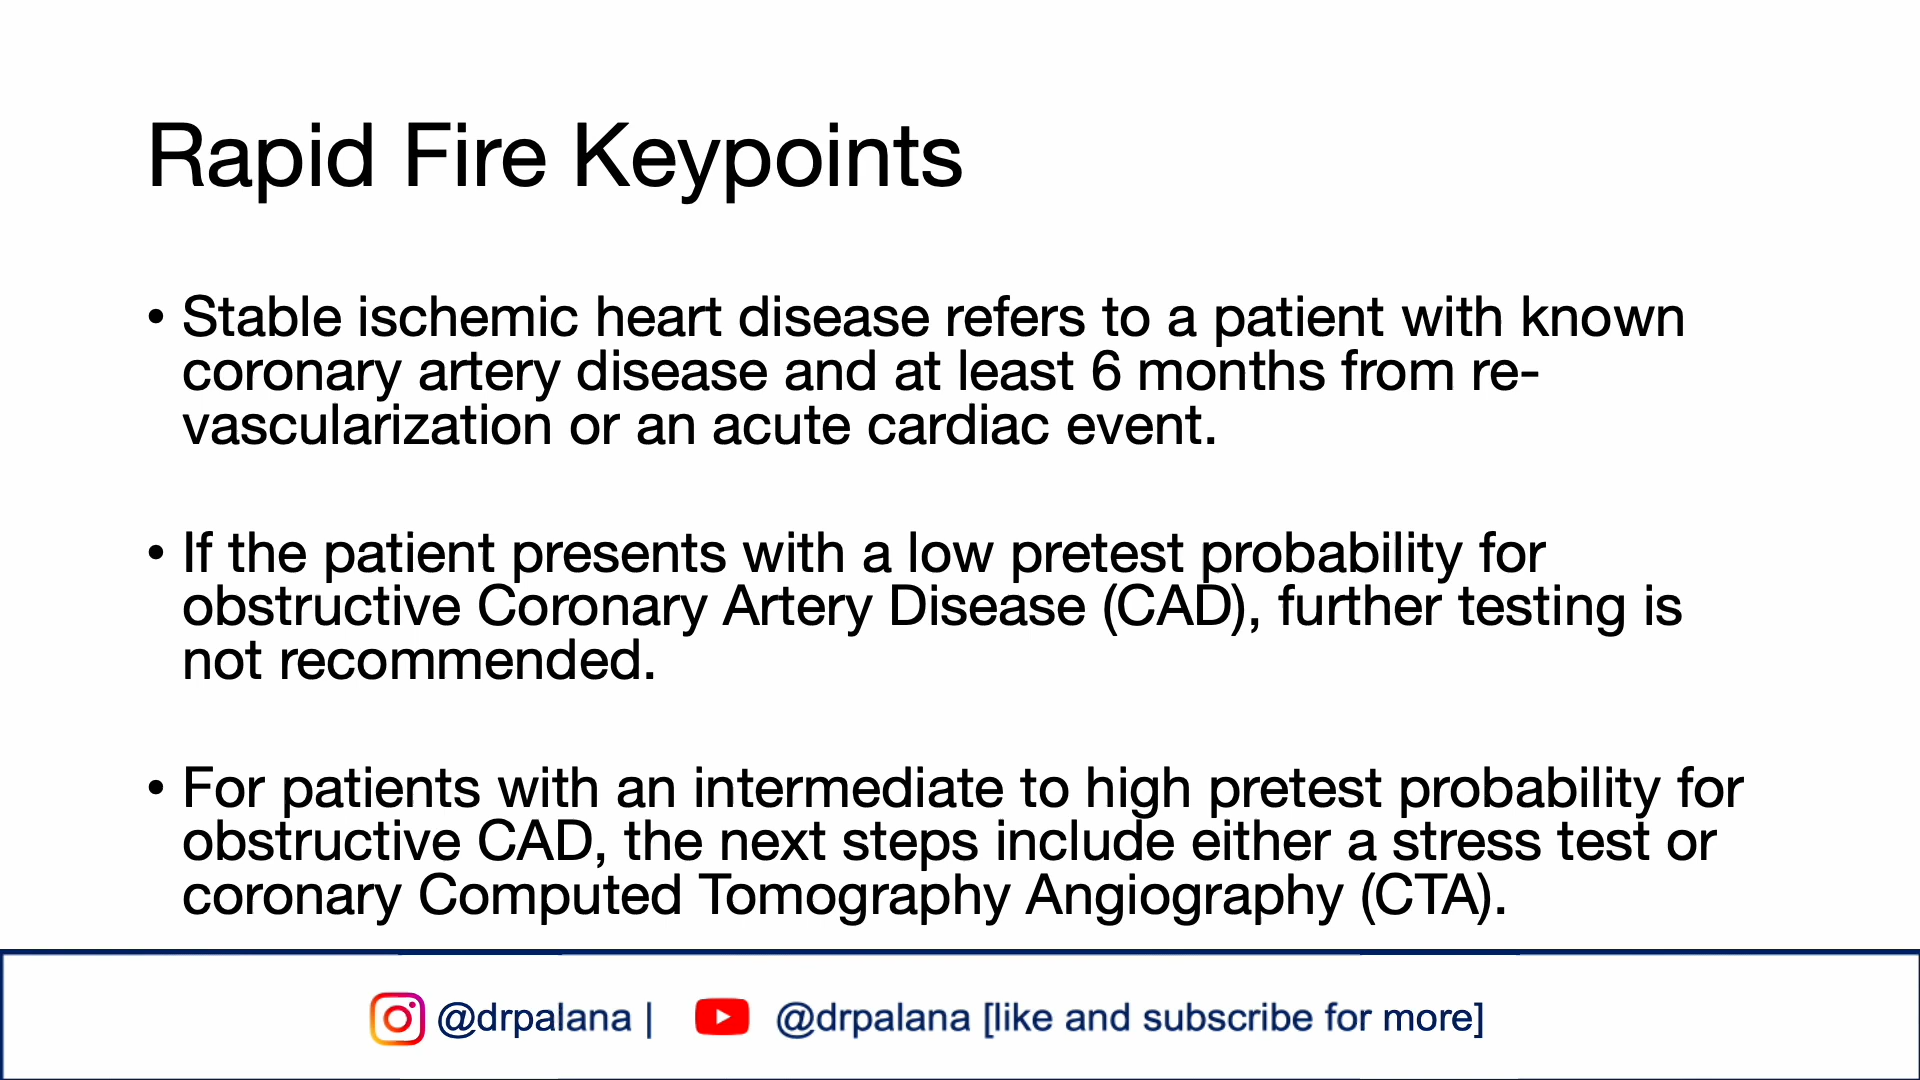 Rapid Fire Keypoints
• Stable ischemic heart disease refers to a patient with known
coronary artery disease and at least 6 months from re-
vascularization or an acute cardiac event.
• If the patient presents with a low pretest probability for
obstructive Coronary Artery Disease (CAD), further testing is
not recommended.
• For patients with an intermediate to high pretest probability for
obstructive CAD, the next steps include either a stress test or
coronary Computed Tomography Angiography (CTA).
@drpalana | @drpalana [like and subscribe for more]